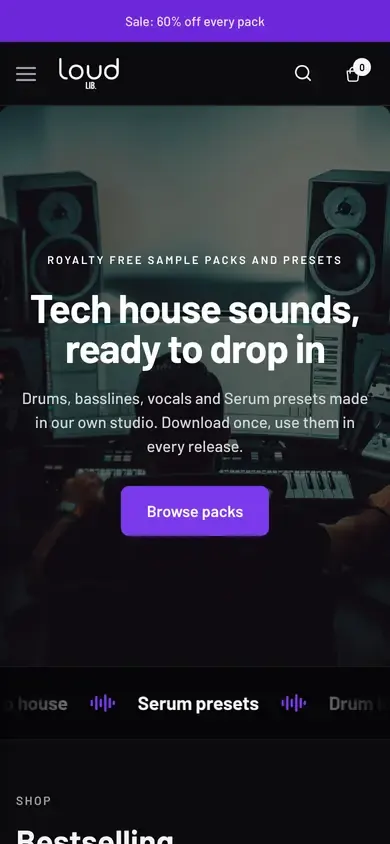 Sale: 60% off every pack
loud
LIB.
0
ROYALTY FREE SAMPLE PACKS AND PRESETS
Tech house sounds,
ready to drop in
Drums, basslines, vocals and Serum presets made
in our own studio. Download once, use them in
every release.
Browse packs
house Serum presets Drum
SHOP
Bestselling